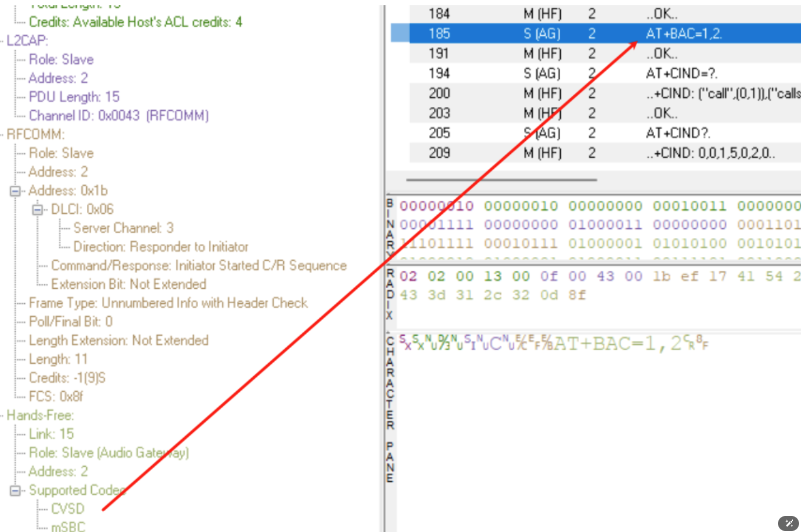 Credits: Available Host's ACL credits: 4
L2CAP:
Role: Slave
Address: 2
PDU Length: 15
Channel ID: 0x0043 (RFCOMM)
RFCOMM:
Role: Slave
Address: 2
Address: 0x1b
DLCI: 0x06
Server Channel: 3
Direction: Responder to Initiator
Command/Response: Initiator Started C/R Sequence
Extension Bit: Not Extended
Frame Type: Unnumbered Info with Header Check
Poll/Final Bit: 0
Length Extension: Not Extended
Length: 11
Credits: -1(9)S
FCS: 0x8f
Hands-Free:
Link: 15
Role: Slave (Audio Gateway)
Address: 2
Supported Codec
CVSD
mSBC
184 M (HF) 2 ..OK..
185 S (AG) 2 AT+BAC=1,2.
191 M (HF) 2 ..OK..
194 S (AG) 2 AT+CIND=?.
200 M (HF) 2 ..+CIND: ("call",(0,1)),("calls
203 M (HF) 2 ..OK..
205 S (AG) 2 AT+CIND?.
209 M (HF) 2 ..+CIND: 0,0,1,5,0,2,0..
BINARY
00000010 00000010 00000000 00010011 0000000
00001111 00000000 01000011 00000000 0001101
11101111 00010111 01000001 01010100 0010101
RADIX
02 02 00 13 00 0f 00 43 00 1b ef 17 41 54 2
43 3d 31 2c 32 0d 8f
CHARACTER PANE
AT+BAC=1,2